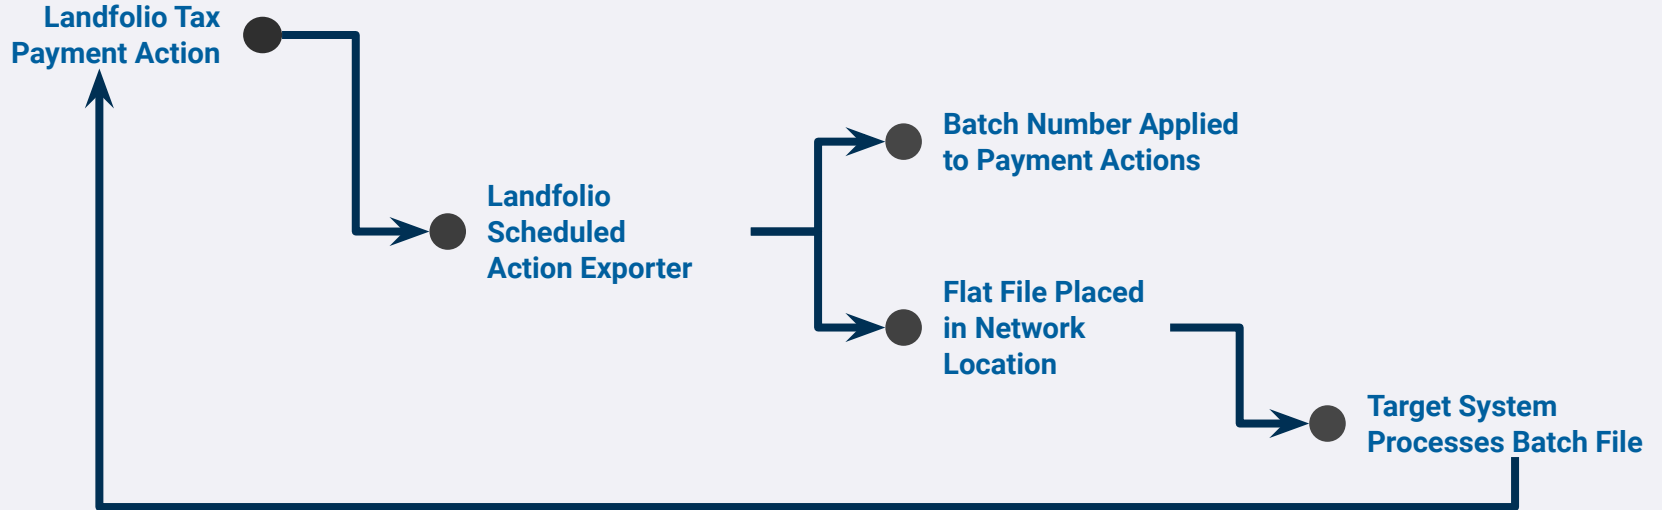 Landfolio Tax
Payment Action
Landfolio
Scheduled
Action Exporter
Batch Number Applied
to Payment Actions
Flat File Placed
in Network
Location
Target System
Processes Batch File